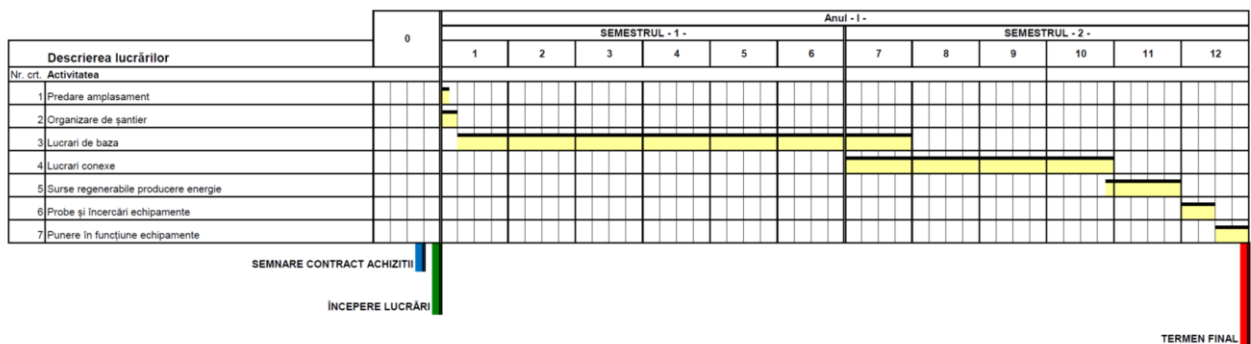 Anul - I -
0
SEMESTRUL - 1 -
SEMESTRUL - 2 -
Descrierea lucrărilor
1 2 3 4 5 6 7 8 9 10 11 12
Nr. crt. Activitatea
1 Predare amplasament
2 Organizare de șantier
3 Lucrari de baza
4 Lucrari conexe
5 Surse regenerabile producere energie
6 Probe și încercări echipamente
7 Punere în funcțiune echipamente
SEMNARE CONTRACT ACHIZITII
ÎNCEPERE LUCRĂRI
TERMEN FINAL